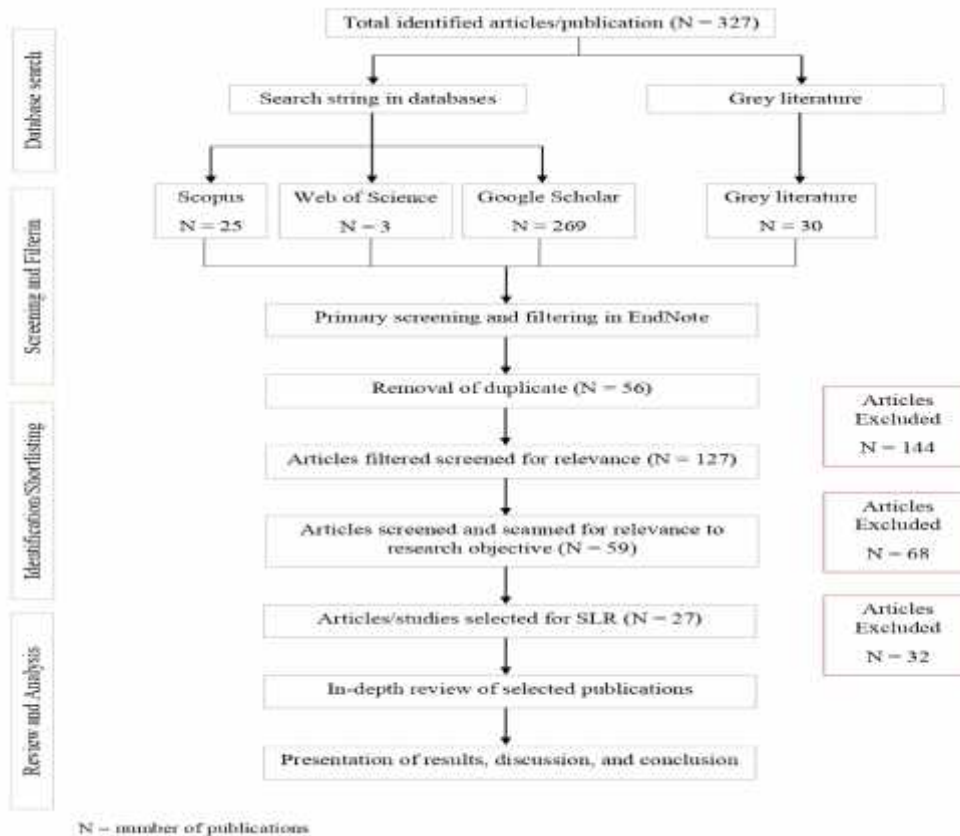 Total identified articles/publication (N = 327)
Database search
Search string in databases
Grey literature
Scopus
N = 25
Web of Science
N = 3
Google Scholar
N = 269
Grey literature
N = 30
Screening and Filterin
Primary screening and filtering in EndNote
Removal of duplicate (N = 56)
Articles
Excluded
N = 144
Identification/Shortlisting
Articles filtered screened for relevance (N = 127)
Articles screened and scanned for relevance to
research objective (N = 59)
Articles
Excluded
N = 68
Articles/studies selected for SLR (N = 27)
Articles
Excluded
N = 32
Review and Analysis
In-depth review of selected publications
Presentation of results, discussion, and conclusion
N – number of publications